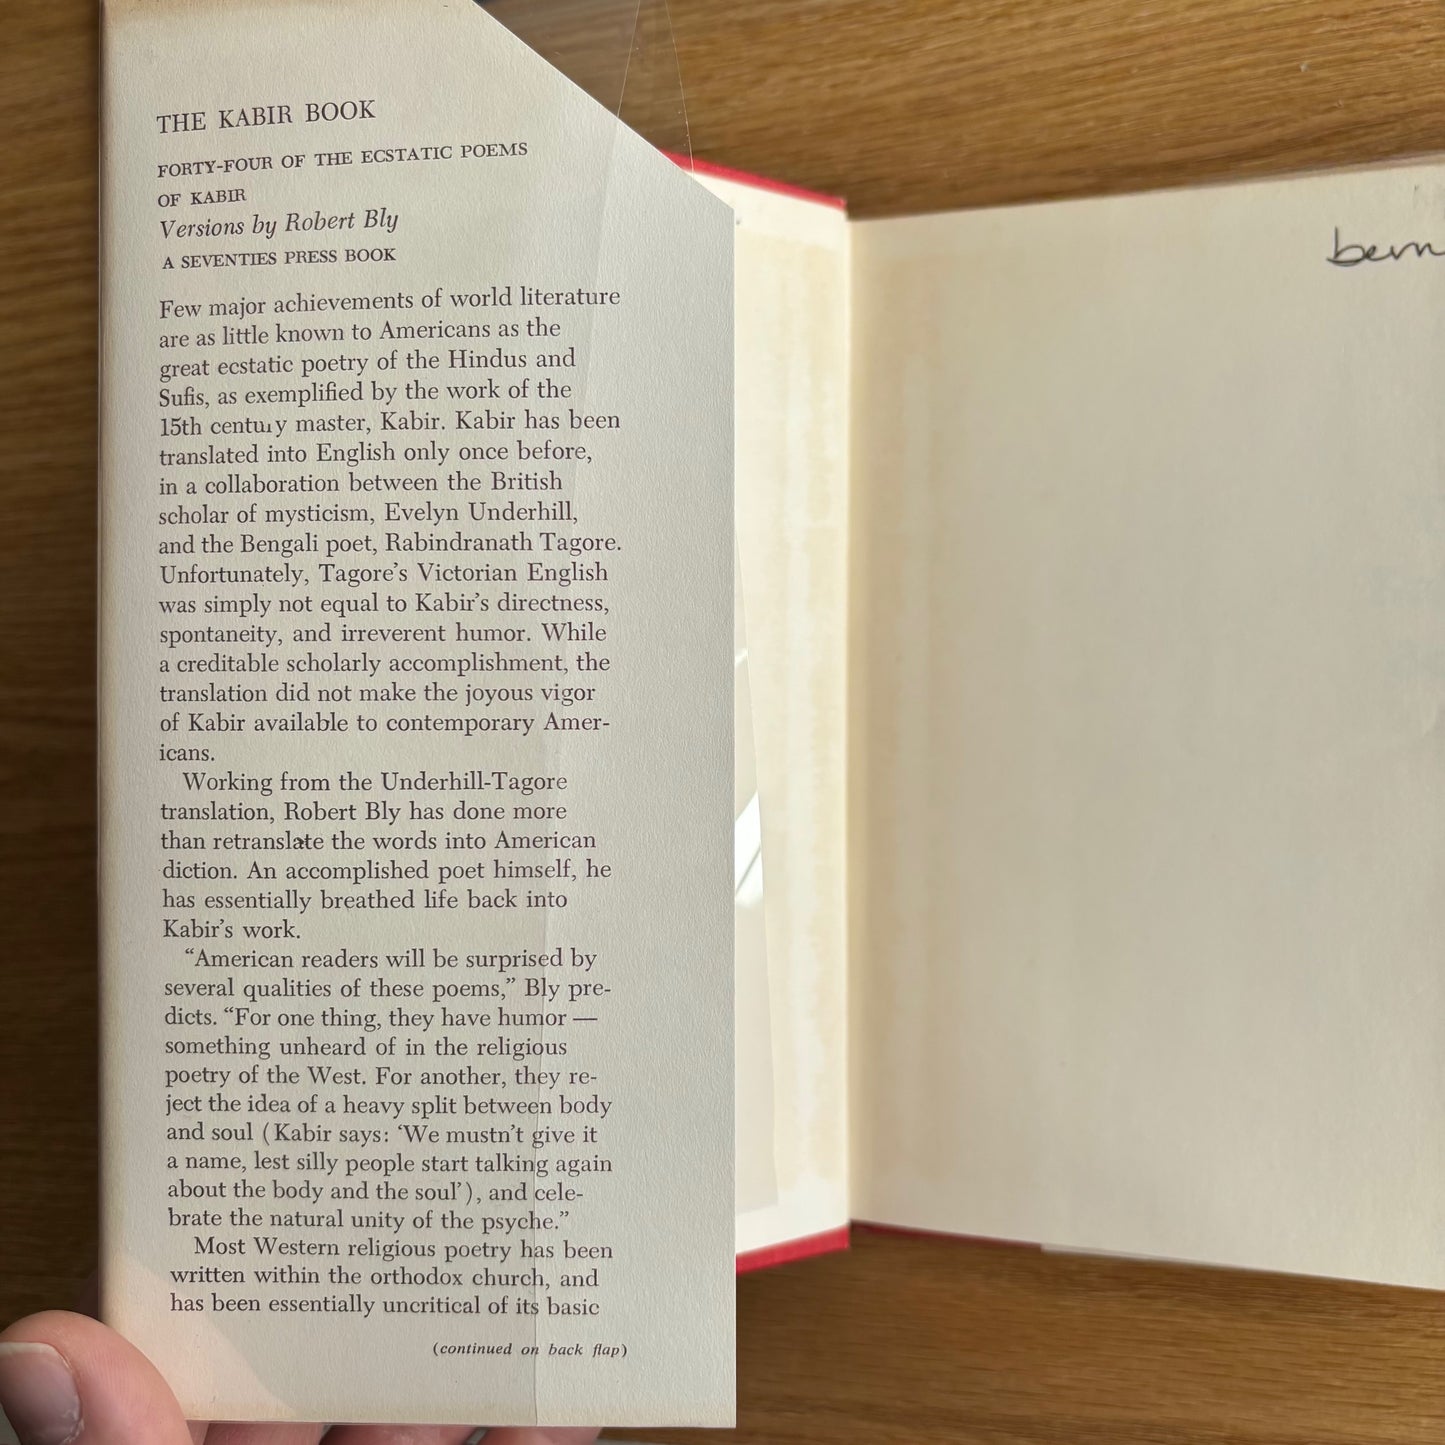 THE KABIR BOOK
FORTY-FOUR OF THE ECSTATIC POEMS
OF KABIR
Versions by Robert Bly
A SEVENTIES PRESS BOOK
Few major achievements of world literature
are as little known to Americans as the
great ecstatic poetry of the Hindus and
Sufis, as exemplified by the work of the
15th century master, Kabir. Kabir has been
translated into English only once before,
in a collaboration between the British
scholar of mysticism, Evelyn Underhill,
and the Bengali poet, Rabindranath Tagore.
Unfortunately, Tagore's Victorian English
was simply not equal to Kabir's directness,
spontaneity, and irreverent humor. While
a creditable scholarly accomplishment, the
translation did not make the joyous vigor
of Kabir available to contemporary Amer-
icans.
Working from the Underhill-Tagore
translation, Robert Bly has done more
than retranslate the words into American
diction. An accomplished poet himself, he
has essentially breathed life back into
Kabir's work.
"American readers will be surprised by
several qualities of these poems," Bly pre-
dicts. "For one thing, they have humor —
something unheard of in the religious
poetry of the West. For another, they re-
ject the idea of a heavy split between body
and soul (Kabir says: 'We mustn't give it
a name, lest silly people start talking again
about the body and the soul'), and cele-
brate the natural unity of the psyche."
Most Western religious poetry has been
written within the orthodox church, and
has been essentially uncritical of its basic
(continued on back flap)